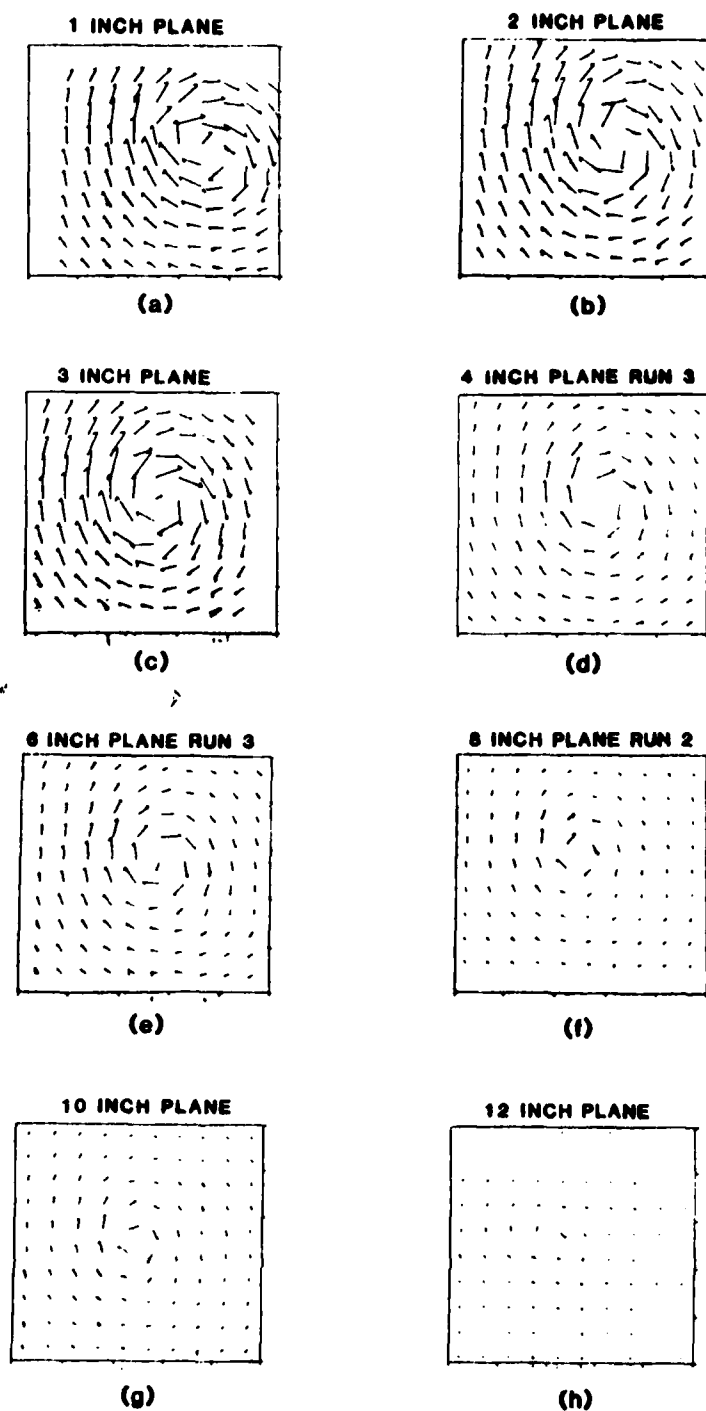 1 INCH PLANE
2 INCH PLANE
(a)
(b)
3 INCH PLANE
4 INCH PLANE RUN 3
(c)
(d)
6 INCH PLANE RUN 3
8 INCH PLANE RUN 2
(e)
(f)
10 INCH PLANE
12 INCH PLANE
(g)
(h)